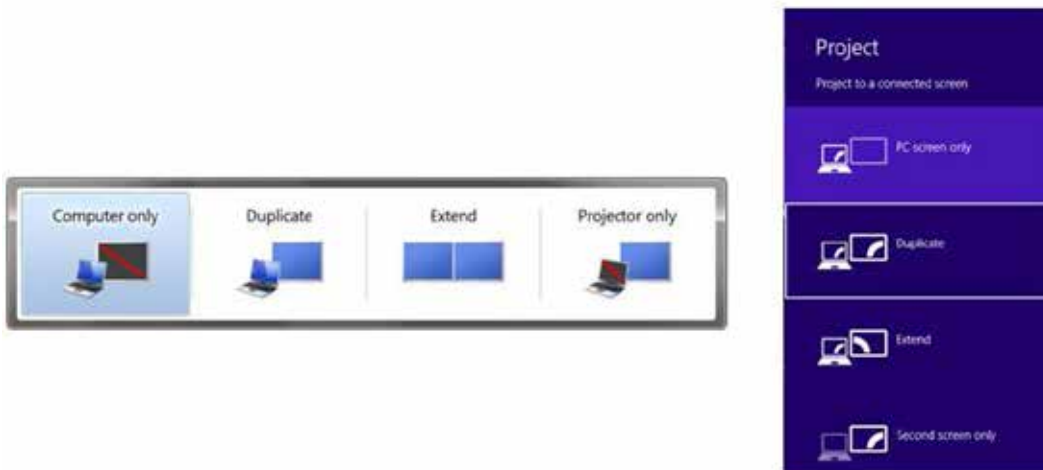 Computer only
Duplicate
Extend
Projector only
Project
Project to a connected screen
PC screen only
Duplicate
Extend
Second screen only